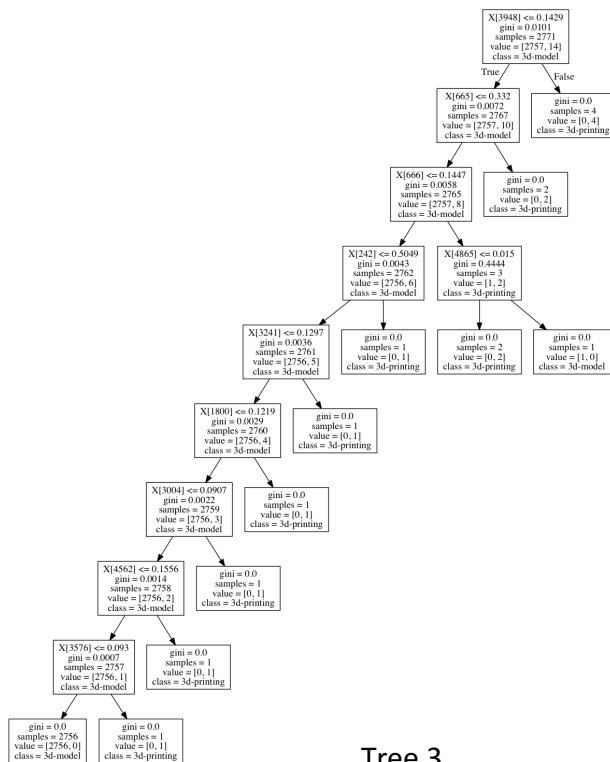 X[3948] <= 0.1429
gini = 0.0101
samples = 2771
value = [2757, 14]
class = 3d-model
True
False
X[665] <= 0.332
gini = 0.0072
samples = 2767
value = [2757, 10]
class = 3d-model
gini = 0.0
samples = 4
value = [0, 4]
class = 3d-printing
X[666] <= 0.1447
gini = 0.0058
samples = 2765
value = [2757, 8]
class = 3d-model
gini = 0.0
samples = 2
value = [0, 2]
class = 3d-printing
X[242] <= 0.5049
gini = 0.0043
samples = 2762
value = [2756, 6]
class = 3d-model
X[4865] <= 0.015
gini = 0.4444
samples = 3
value = [1, 2]
class = 3d-printing
X[3241] <= 0.1297
gini = 0.0036
samples = 2761
value = [2756, 5]
class = 3d-model
gini = 0.0
samples = 1
value = [0, 1]
class = 3d-printing
gini = 0.0
samples = 2
value = [0, 2]
class = 3d-printing
gini = 0.0
samples = 1
value = [1, 0]
class = 3d-model
X[1800] <= 0.1219
gini = 0.0029
samples = 2760
value = [2756, 4]
class = 3d-model
gini = 0.0
samples = 1
value = [0, 1]
class = 3d-printing
X[3004] <= 0.0907
gini = 0.0022
samples = 2759
value = [2756, 3]
class = 3d-model
gini = 0.0
samples = 1
value = [0, 1]
class = 3d-printing
X[4562] <= 0.1556
gini = 0.0014
samples = 2758
value = [2756, 2]
class = 3d-model
gini = 0.0
samples = 1
value = [0, 1]
class = 3d-printing
X[3576] <= 0.093
gini = 0.0007
samples = 2757
value = [2756, 1]
class = 3d-model
gini = 0.0
samples = 1
value = [0, 1]
class = 3d-printing
gini = 0.0
samples = 2756
value = [2756, 0]
class = 3d-model
gini = 0.0
samples = 1
value = [0, 1]
class = 3d-printing
Tree 3